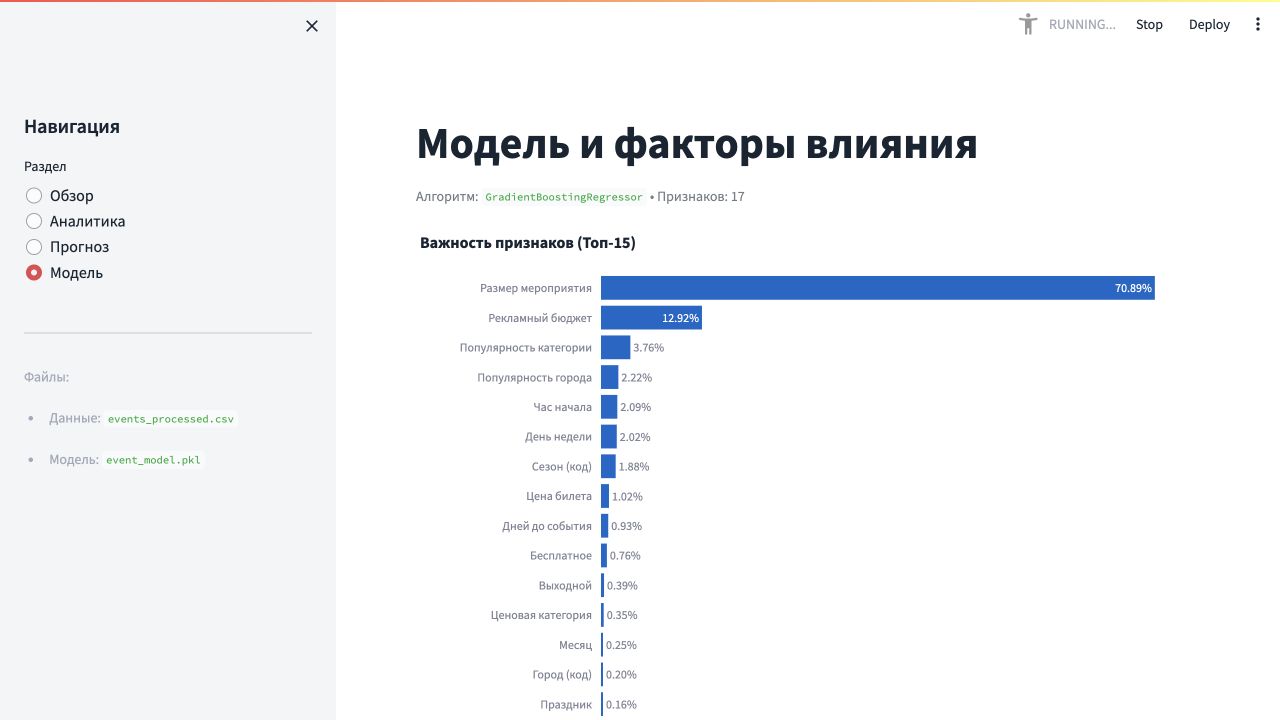 RUNNING...
Stop
Deploy
Навигация
Раздел
Обзор
Аналитика
Прогноз
Модель
Файлы:
• Данные: events_processed.csv
• Модель: event_model.pkl
Модель и факторы влияния
Алгоритм: GradientBoostingRegressor • Признаков: 17
Важность признаков (Топ-15)
Размер мероприятия 70.89%
Рекламный бюджет 12.92%
Популярность категории 3.76%
Популярность города 2.22%
Час начала 2.09%
День недели 2.02%
Сезон (код) 1.88%
Цена билета 1.02%
Дней до события 0.93%
Бесплатное 0.76%
Выходной 0.39%
Ценовая категория 0.35%
Месяц 0.25%
Город (код) 0.20%
Праздник 0.16%